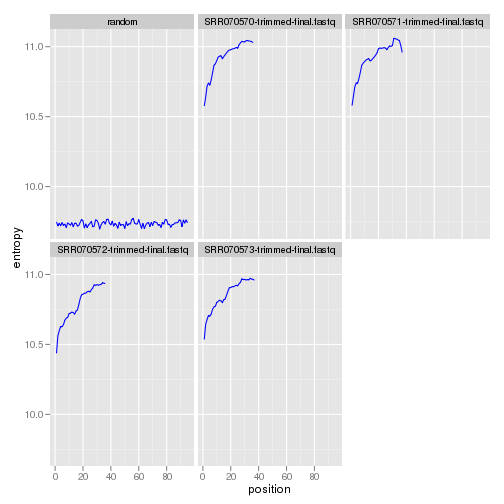 random SRR070570-trimmed-final.fastq SRR070571-trimmed-final.fastq
11.0
10.5
10.0
entropy
SRR070572-trimmed-final.fastq SRR070573-trimmed-final.fastq
11.0
10.5
10.0
0 20 40 60 80 0 20 40 60 80
position